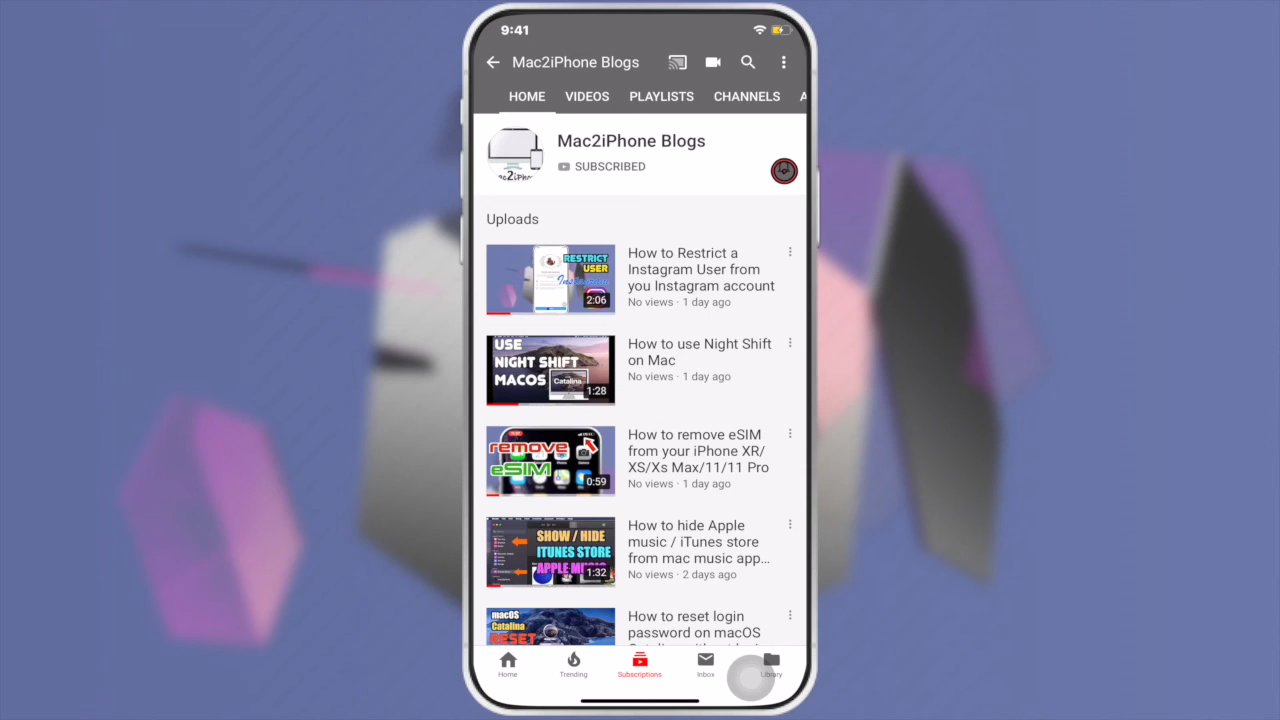 9:41
Mac2iPhone Blogs
HOME VIDEOS PLAYLISTS CHANNELS A
Mac2iPhone Blogs
SUBSCRIBED
Uploads
RESTRICT
USER
Instagram
2:06
How to Restrict a
Instagram User from
you Instagram account
No views · 1 day ago
USE
NIGHT SHIFT
MACOS
Catalina
1:28
How to use Night Shift
on Mac
No views · 1 day ago
remove
eSIM
0:59
How to remove eSIM
from your iPhone XR/
XS/Xs Max/11/11 Pro
No views · 1 day ago
SHOW / HIDE
ITUNES STORE
APPLE MUSIC
1:32
How to hide Apple
music / iTunes store
from mac music app...
No views · 2 days ago
macOS
Catalina
RESET
How to reset login
password on macOS
Home Trending Subscriptions Inbox Library